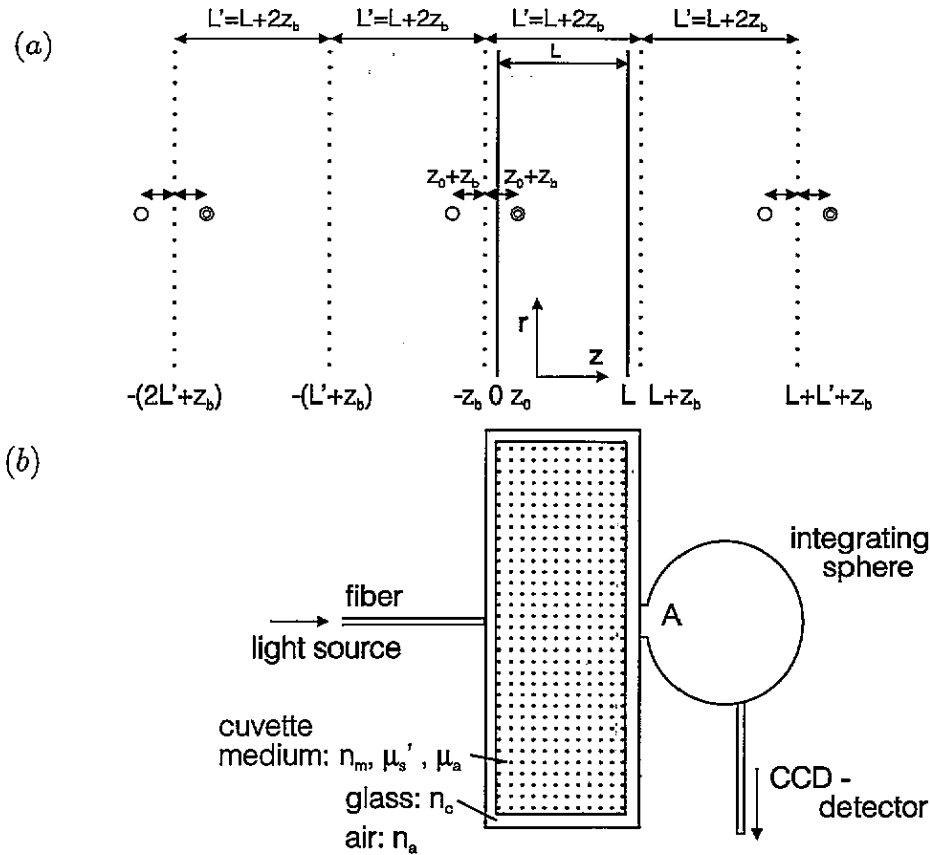 (a)
L'=L+2z_b L'=L+2z_b L'=L+2z_b L'=L+2z_b
L
z_0+z_b z_0+z_b
r
z
-(2L'+z_b) -(L'+z_b) -z_b 0 z_0 L L+z_b L+L'+z_b
(b)
integrating
sphere
fiber
A
light source
cuvette
medium: n_m, μ_s' , μ_a
glass: n_c
air: n_a
CCD -
detector